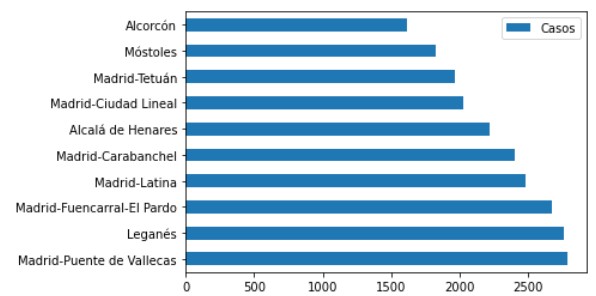 Casos
Alcorcón
Móstoles
Madrid-Tetuán
Madrid-Ciudad Lineal
Alcalá de Henares
Madrid-Carabanchel
Madrid-Latina
Madrid-Fuencarral-El Pardo
Leganés
Madrid-Puente de Vallecas
0 500 1000 1500 2000 2500